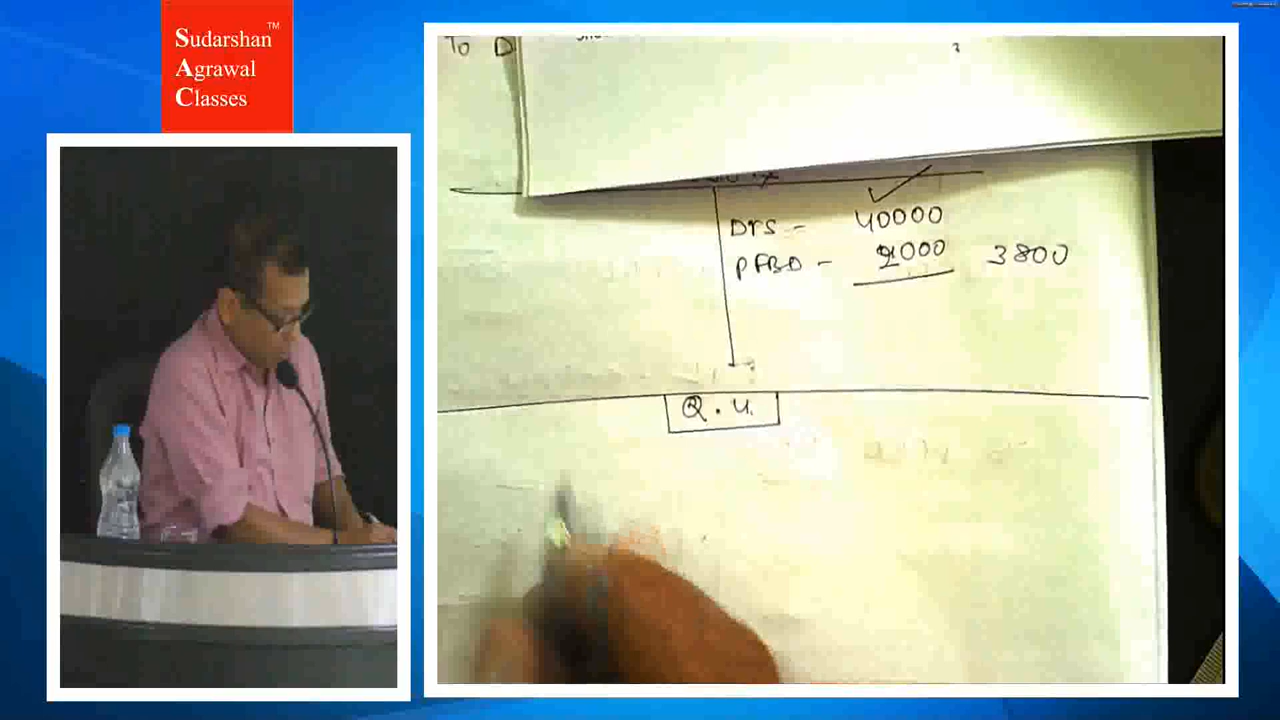 Sudarshan™
Agrawal
Classes
To D
Drs - 40000
PFBD - 2000 3800
Q.4.